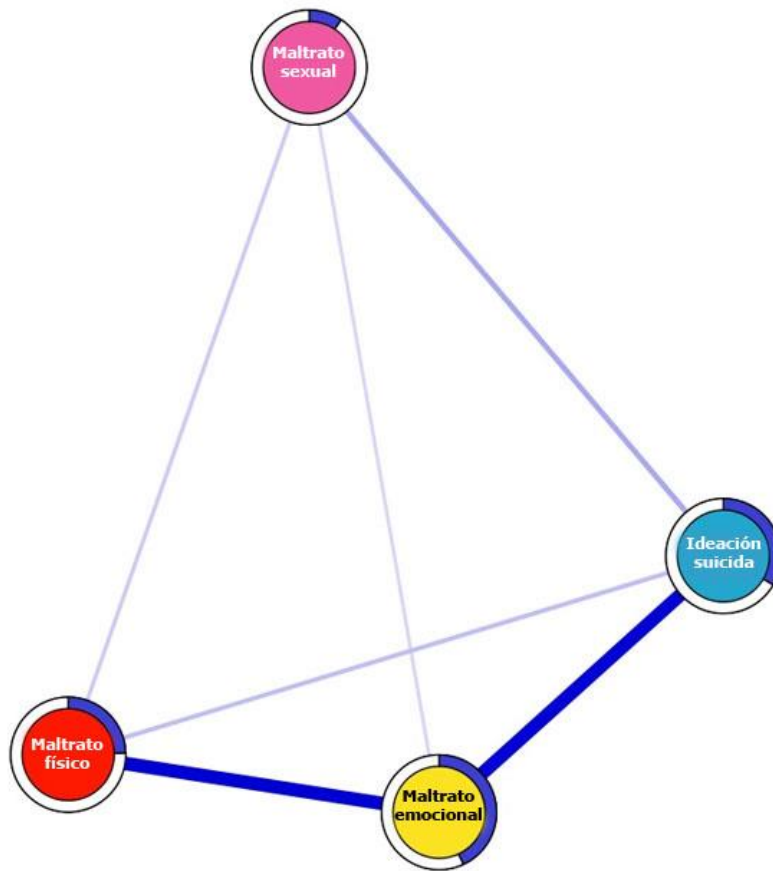 Maltrato
sexual
Ideación
suicida
Maltrato
físico
Maltrato
emocional